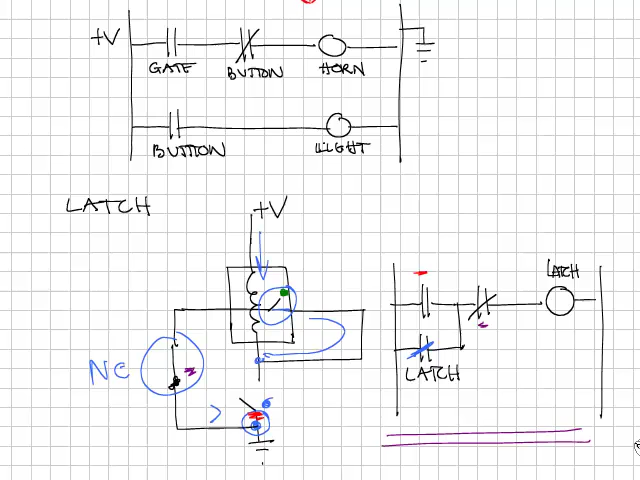 +V
GATE BUTTON HORN
BUTTON LIGHT
LATCH
+V
LATCH
NC
LATCH